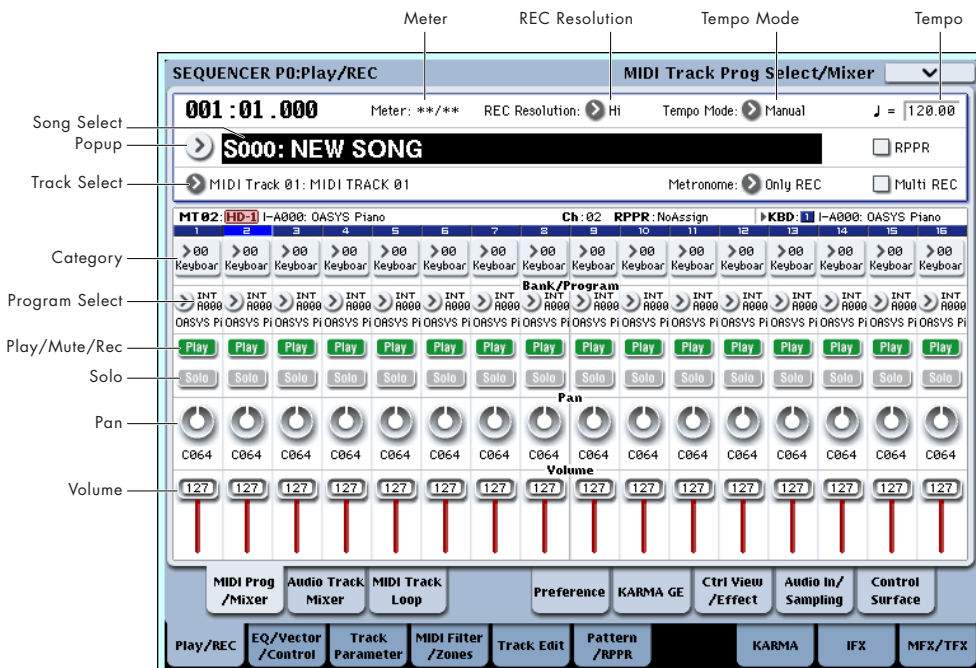 Meter REC Resolution Tempo Mode Tempo
SEQUENCER P0:Play/REC MIDI Track Prog Select/Mixer
001:01.000 Meter: **/** REC Resolution: Hi Tempo Mode: Manual ♩ = 120.00
Song Select
Popup
S000: NEW SONG RPPR
Track Select MIDI Track 01: MIDI TRACK 01 Metronome: Only REC Multi REC
MT02: HD-1 I-A000: OASYS Piano Ch:02 RPPR:NoAssign KBD: 1 I-A000: OASYS Piano
1 2 3 4 5 6 7 8 9 10 11 12 13 14 15 16
Category 00 00 00 00 00 00 00 00 00 00 00 00 00 00 00 00
Keyboar Keyboar Keyboar Keyboar Keyboar Keyboar Keyboar Keyboar Keyboar Keyboar Keyboar Keyboar Keyboar Keyboar Keyboar Keyboar
Bank/Program
Program Select INT INT INT INT INT INT INT INT INT INT INT INT INT INT INT INT
A000 A000 A000 A000 A000 A000 A000 A000 A000 A000 A000 A000 A000 A000 A000 A000
OASYS Pi OASYS Pi OASYS Pi OASYS Pi OASYS Pi OASYS Pi OASYS Pi OASYS Pi OASYS Pi OASYS Pi OASYS Pi OASYS Pi OASYS Pi OASYS Pi OASYS Pi OASYS Pi
Play/Mute/Rec Play Play Play Play Play Play Play Play Play Play Play Play Play Play Play Play
Solo Solo Solo Solo Solo Solo Solo Solo Solo Solo Solo Solo Solo Solo Solo Solo Solo
Pan
Pan
C064 C064 C064 C064 C064 C064 C064 C064 C064 C064 C064 C064 C064 C064 C064 C064
Volume
Volume 127 127 127 127 127 127 127 127 127 127 127 127 127 127 127 127
MIDI Prog Audio Track MIDI Track Preference KARMA GE Ctrl View Audio In/ Control
/Mixer Mixer Loop /Effect Sampling Surface
Play/REC EQ/Vector Track MIDI Filter Track Edit Pattern KARMA IFX MFX/TFX
/Control Parameter /Zones /RPPR